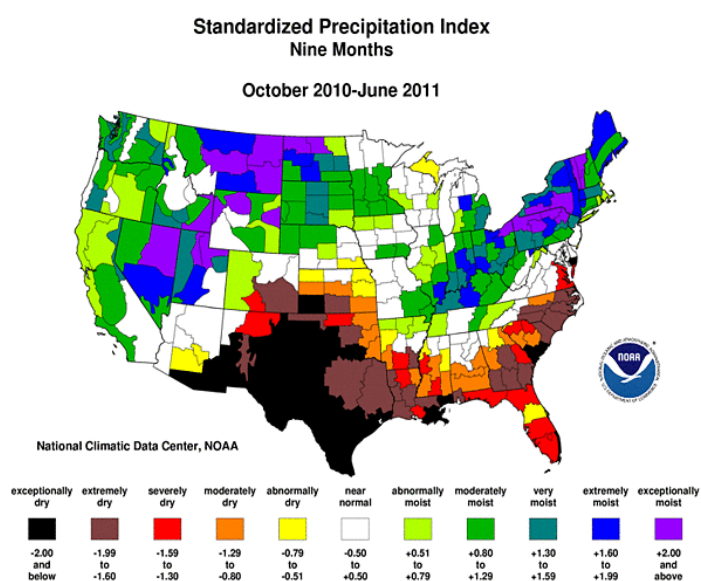 Standardized Precipitation Index
Nine Months
October 2010-June 2011
NOAA
National Climatic Data Center, NOAA
exceptionally dry
extremely dry
severely dry
moderately dry
abnormally dry
near normal
abnormally moist
moderately moist
very moist
extremely moist
exceptionally moist
-2.00 and below
-1.99 to -1.60
-1.59 to -1.30
-1.29 to -0.80
-0.79 to -0.51
-0.50 to +0.50
+0.51 to +0.79
+0.80 to +1.29
+1.30 to +1.59
+1.60 to +1.99
+2.00 and above